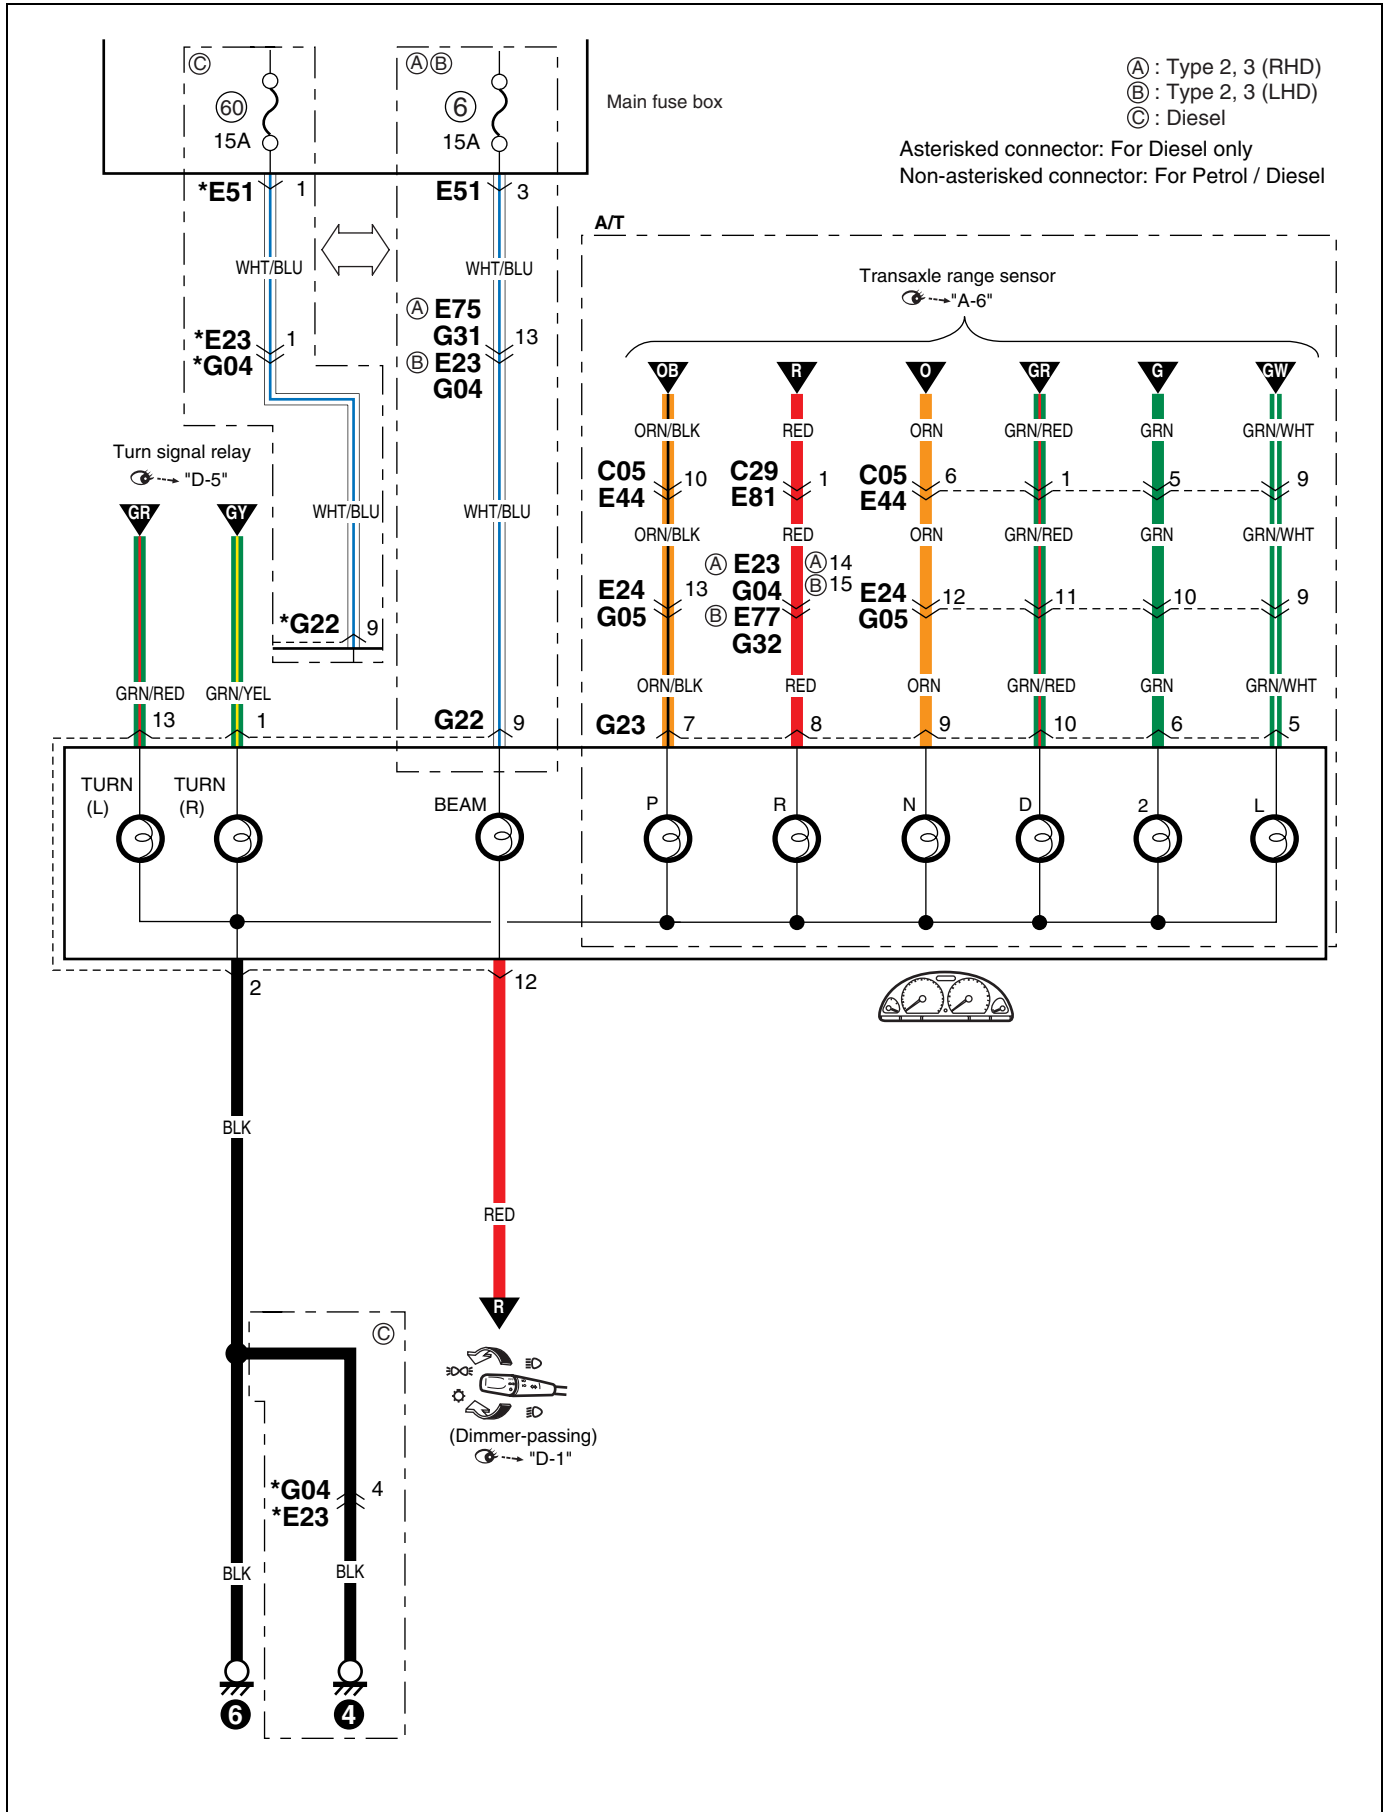 Ⓒ
60
15A
ⒶⒷ
6
15A
Main fuse box
Ⓐ : Type 2, 3 (RHD)
Ⓑ : Type 2, 3 (LHD)
Ⓒ : Diesel
Asterisked connector: For Diesel only
Non-asterisked connector: For Petrol / Diesel
*E51 1
E51 3
A/T
WHT/BLU
WHT/BLU
Transaxle range sensor
"A-6"
*E23 1
*G04
Ⓐ E75
G31 13
Ⓑ E23
G04
OB R O GR G GW
ORN/BLK RED ORN GRN/RED GRN GRN/WHT
Turn signal relay
"D-5"
C05 10
E44
C29 1
E81
C05 6 1 5 9
E44
GR GY
WHT/BLU
WHT/BLU
ORN/BLK RED ORN GRN/RED GRN GRN/WHT
E24 13
G05
Ⓐ E23 Ⓐ14
G04 Ⓑ15
Ⓑ E77
G32
E24 12 11 10 9
G05
*G22 9
GRN/RED GRN/YEL
ORN/BLK RED ORN GRN/RED GRN GRN/WHT
13 1
G22 9
G23 7 8 9 10 6 5
TURN
(L)
TURN
(R)
BEAM
P R N D 2 L
2 12
BLK
RED
R
Ⓒ
(Dimmer-passing)
"D-1"
*G04 4
*E23
BLK BLK
6 4